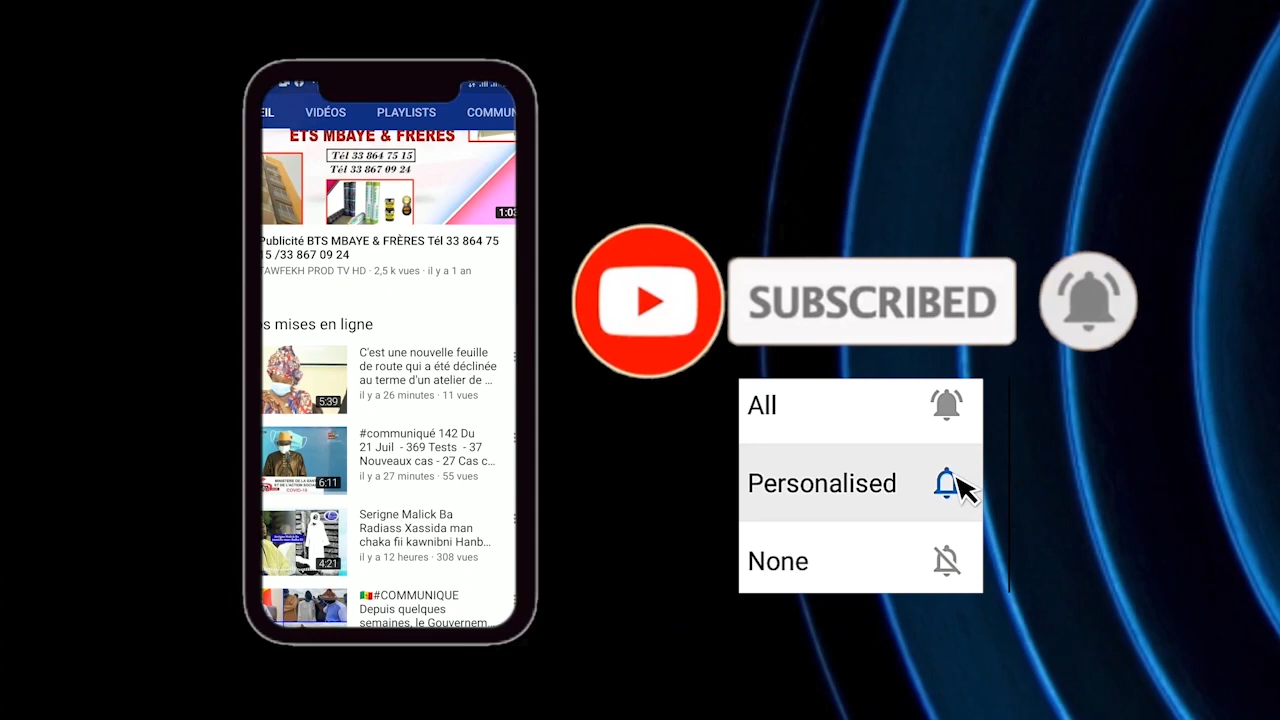 EIL VIDÉOS PLAYLISTS COMMUN
ETS MBAYE & FRERES
Tél 33 864 75 15
Tél 33 867 09 24
1:03
Publicité BTS MBAYE & FRÈRES Tél 33 864 75
15 /33 867 09 24
TAWFEKH PROD TV HD · 2,5 k vues · il y a 1 an
s mises en ligne
C'est une nouvelle feuille
de route qui a été déclinée
au terme d'un atelier de ...
il y a 26 minutes · 11 vues
5:39
#communiqué 142 Du
21 Juil - 369 Tests - 37
Nouveaux cas - 27 Cas c...
il y a 27 minutes · 55 vues
6:11
COVID-19
Serigne Malick Ba
Radiass Xassida man
chaka fii kawnibni Hanb...
il y a 12 heures · 308 vues
Serigne Malick Ba
4:21
#COMMUNIQUE
Depuis quelques
semaines, le Gouvernem...
SUBSCRIBED
All
Personalised
None